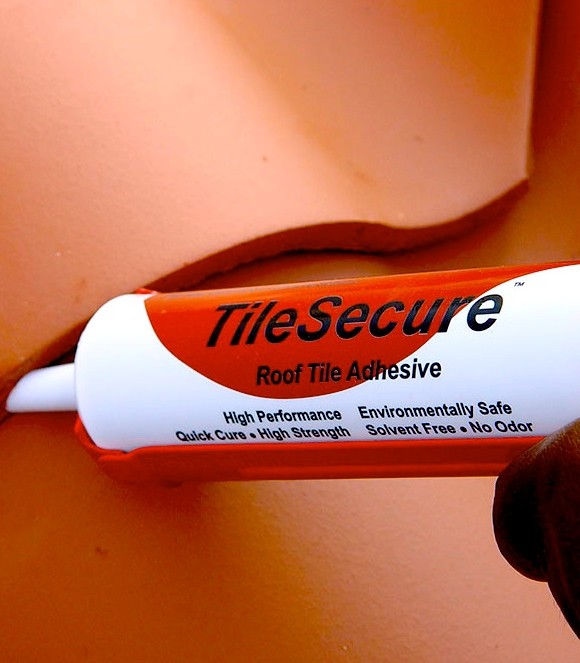 TileSecure™
Roof Tile Adhesive
High Performance Environmentally Safe
Quick Cure • High Strength Solvent Free • No Odor